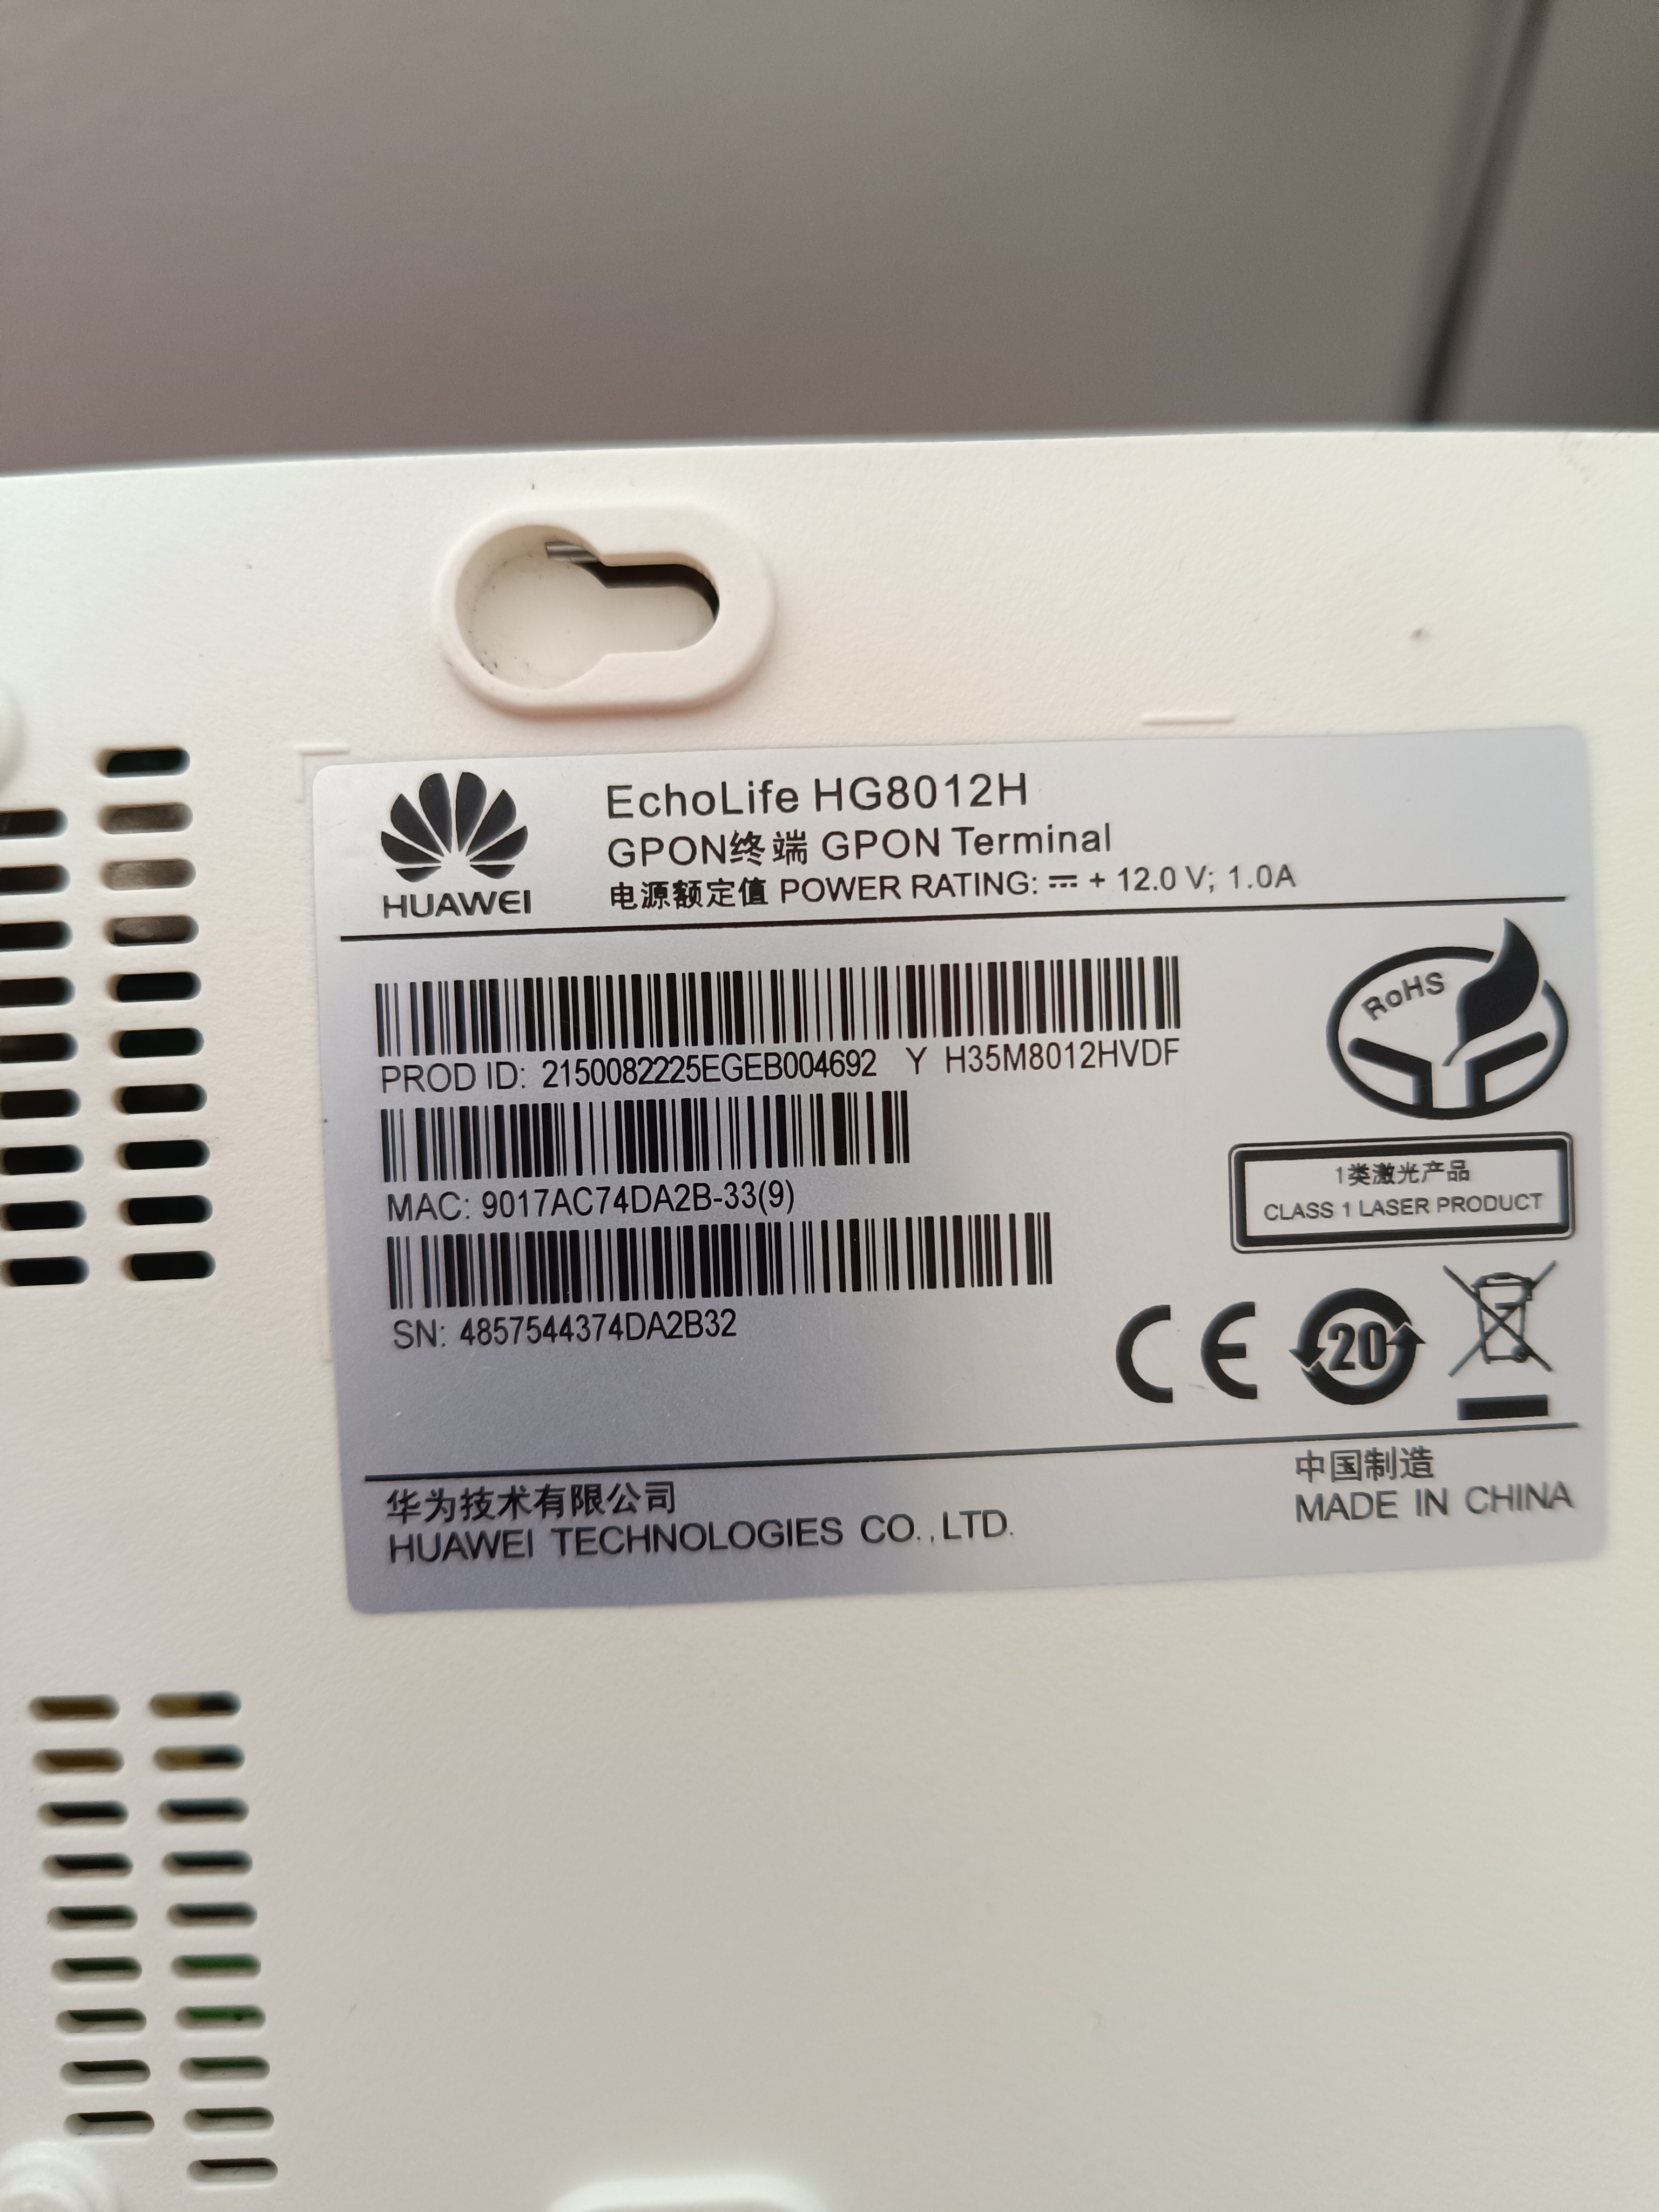 HUAWEI
EchoLife HG8012H
GPON终端 GPON Terminal
电源额定值 POWER RATING: ⎓ + 12.0 V; 1.0A
PROD ID: 2150082225EGEB004692 Y H35M8012HVDF
MAC: 9017AC74DA2B-33(9)
SN: 4857544374DA2B32
RoHS
1类激光产品
CLASS 1 LASER PRODUCT
CE
20
华为技术有限公司
HUAWEI TECHNOLOGIES CO.,LTD.
中国制造
MADE IN CHINA